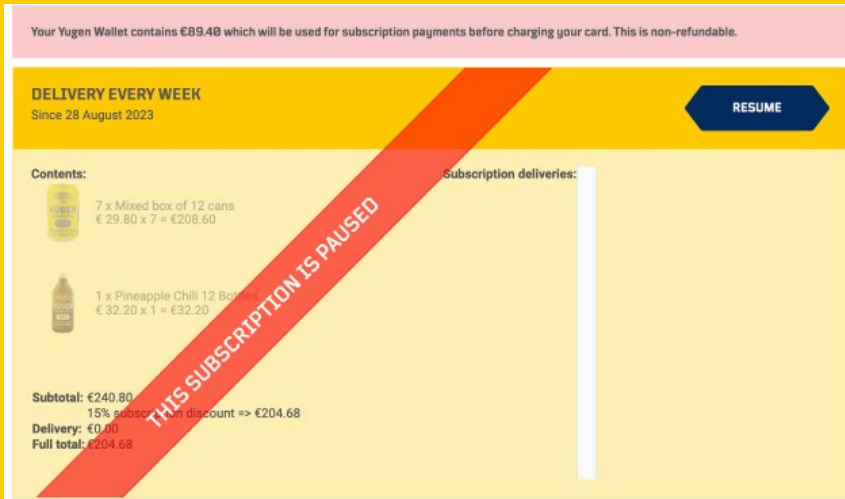 Your Yugen Wallet contains €89.40 which will be used for subscription payments before charging your card. This is non-refundable.
DELIVERY EVERY WEEK
Since 28 August 2023
RESUME
Contents:
7 x Mixed box of 12 cans
€ 29.80 x 7 = €208.60
1 x Pineapple Chili 12 Bottles
€ 32.20 x 1 = €32.20
Subscription deliveries:
THIS SUBSCRIPTION IS PAUSED
Subtotal: €240.80
15% subscription discount => €204.68
Delivery: €0.00
Full total: €204.68
YUGEN